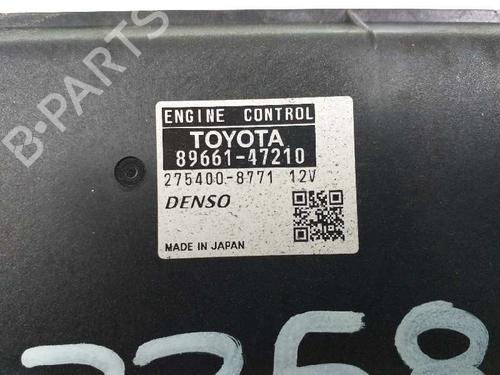 B-PARTS
ENGINE CONTROL
TOYOTA
89661-47210
275400-8771 12V
DENSO
MADE IN JAPAN